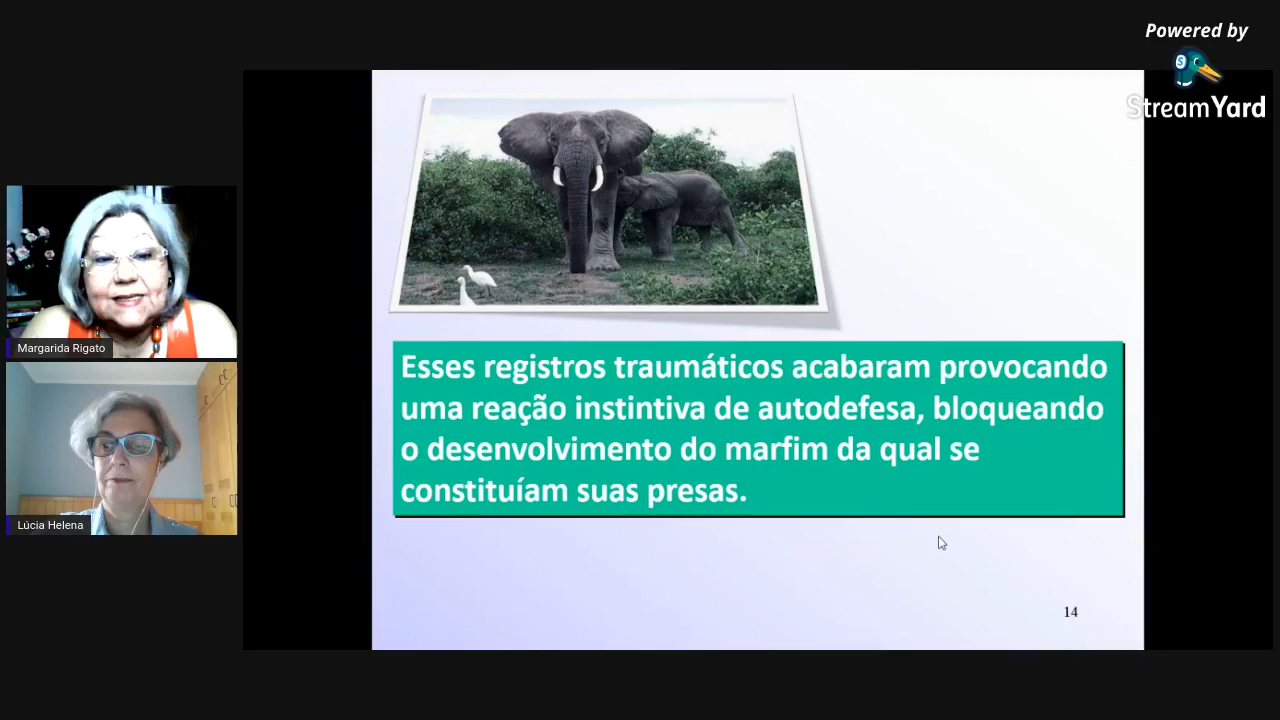 Powered by
StreamYard
Margarida Rigato
Lúcia Helena
Esses registros traumáticos acabaram provocando
uma reação instintiva de autodefesa, bloqueando
o desenvolvimento do marfim da qual se
constituíam suas presas.
14